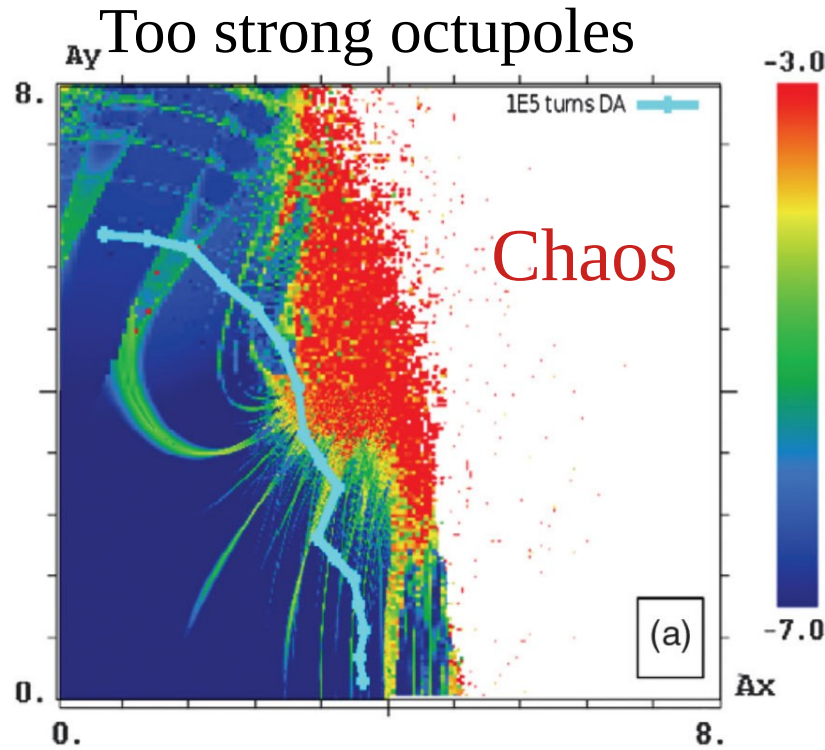 Too strong octupoles
Ay
8.
1E5 turns DA
-3.0
Chaos
(a)
-7.0
0.
Ax
0.
8.